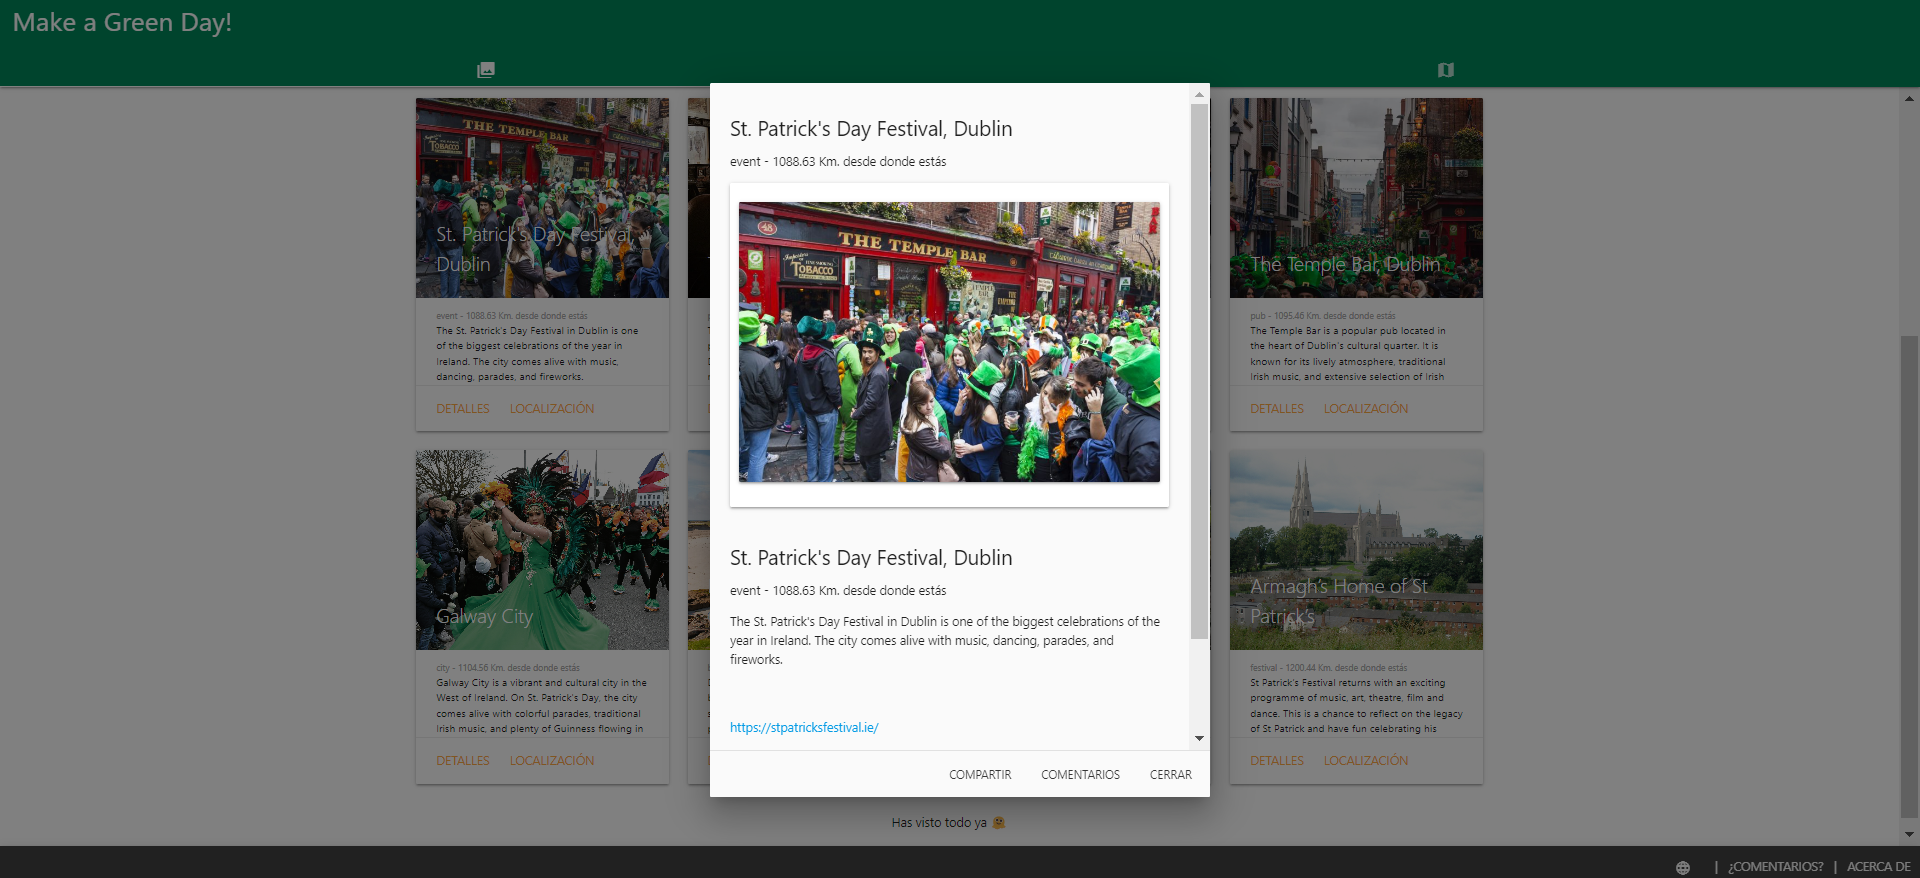 Make a Green Day!
THE TEMPLE BAR
TOBACCO
St. Patrick's Day Festival,
Dublin
event - 1088.63 Km. desde donde estás
The St. Patrick's Day Festival in Dublin is one
of the biggest celebrations of the year in
Ireland. The city comes alive with music,
dancing, parades, and fireworks.
DETALLES LOCALIZACIÓN
St. Patrick's Day Festival, Dublin
event - 1088.63 Km. desde donde estás
48
THE TEMPLE BAR
TOBACCO
St. Patrick's Day Festival, Dublin
event - 1088.63 Km. desde donde estás
The St. Patrick's Day Festival in Dublin is one of the biggest celebrations of the
year in Ireland. The city comes alive with music, dancing, parades, and
fireworks.
https://stpatricksfestival.ie/
COMPARTIR COMENTARIOS CERRAR
The Temple Bar, Dublin
pub - 1095.46 Km. desde donde estás
The Temple Bar is a popular pub located in
the heart of Dublin's cultural quarter. It is
known for its lively atmosphere, traditional
Irish music, and extensive selection of Irish
DETALLES LOCALIZACIÓN
Galway City
city - 1104.56 Km. desde donde estás
Galway City is a vibrant and cultural city in the
West of Ireland. On St. Patrick's Day, the city
comes alive with colorful parades, traditional
Irish music, and plenty of Guinness flowing in
DETALLES LOCALIZACIÓN
Armagh's Home of St
Patrick's
festival - 1200.44 Km. desde donde estás
St Patrick's Festival returns with an exciting
programme of music, art, theatre, film and
dance. This is a chance to reflect on the legacy
of St Patrick and have fun celebrating his
DETALLES LOCALIZACIÓN
Has visto todo ya 🤗
| ¿COMENTARIOS? | ACERCA DE